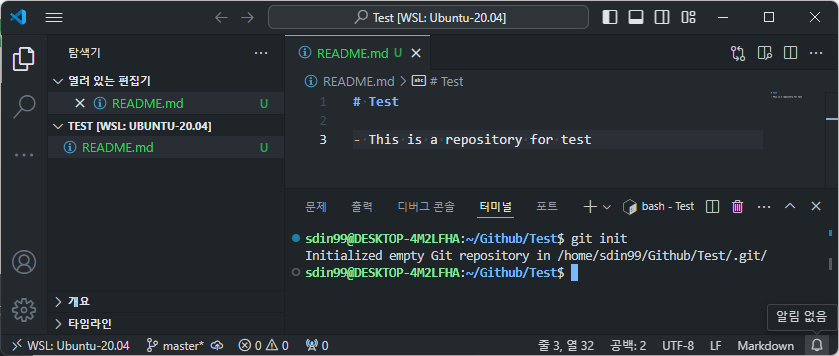 Test [WSL: Ubuntu-20.04]
탐색기
열려 있는 편집기
README.md U
TEST [WSL: UBUNTU-20.04]
README.md U
개요
타임라인
README.md U
README.md > # Test
1 # Test
2
3 - This is a repository for test
문제 출력 디버그 콘솔 터미널 포트 bash - Test
sdin99@DESKTOP-4M2LFHA:~/Github/Test$ git init
Initialized empty Git repository in /home/sdin99/Github/Test/.git/
sdin99@DESKTOP-4M2LFHA:~/Github/Test$
알림 없음
WSL: Ubuntu-20.04 master* 0 0 0 줄 3, 열 32 공백: 2 UTF-8 LF Markdown